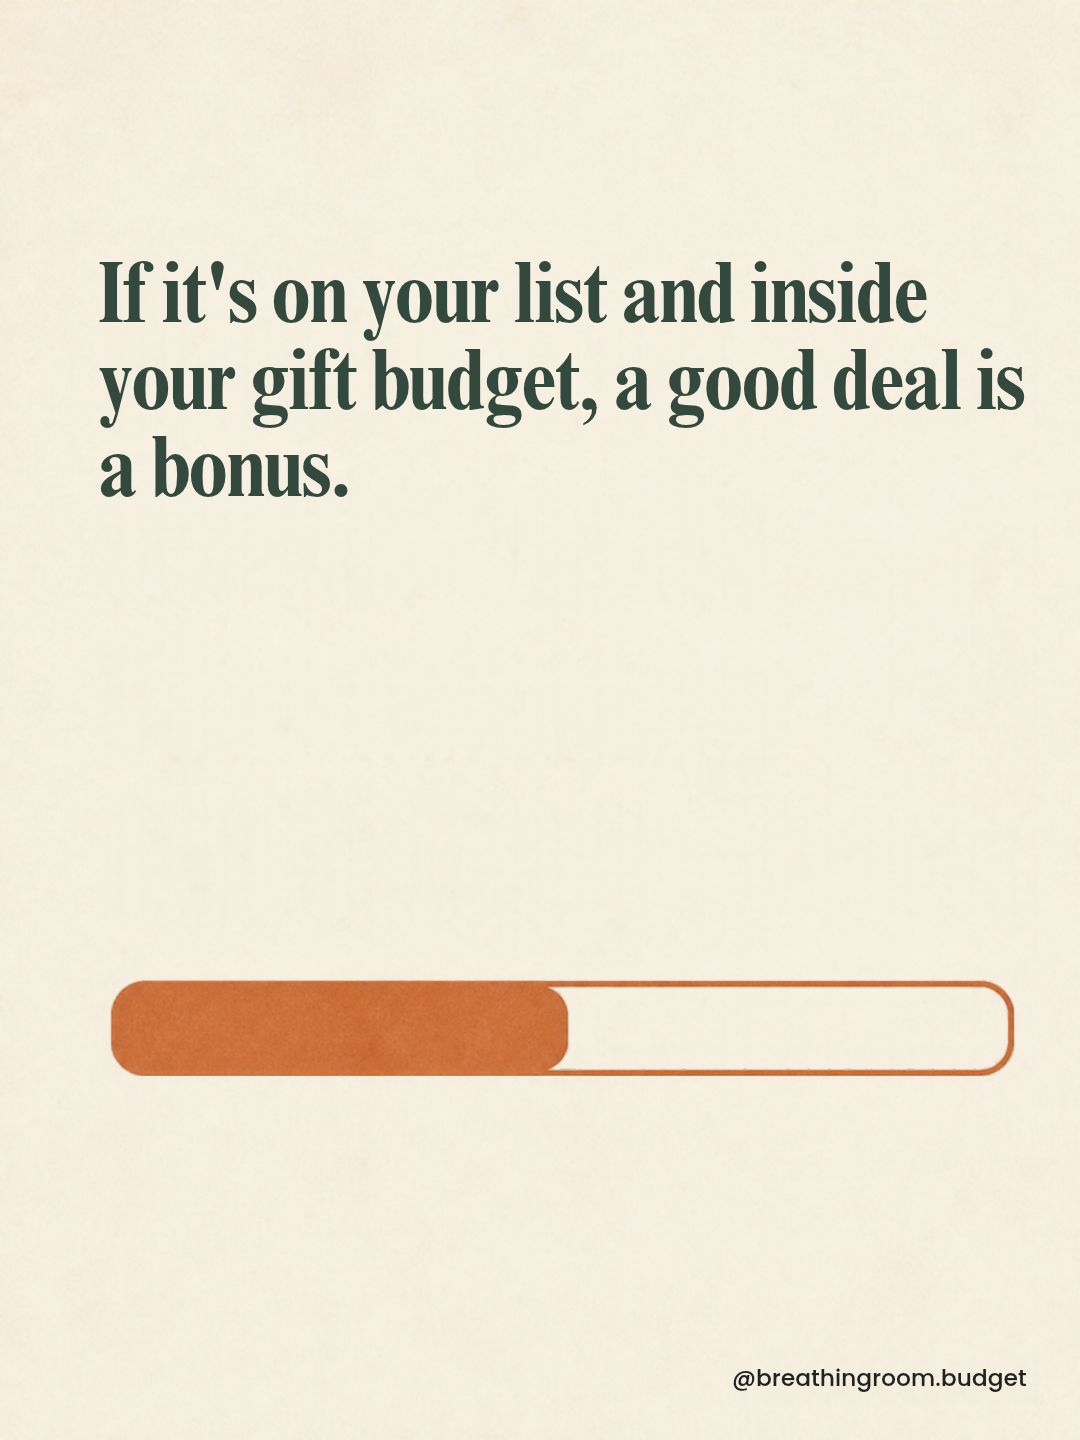 If it's on your list and inside
your gift budget, a good deal is
a bonus.
@breathingroom.budget